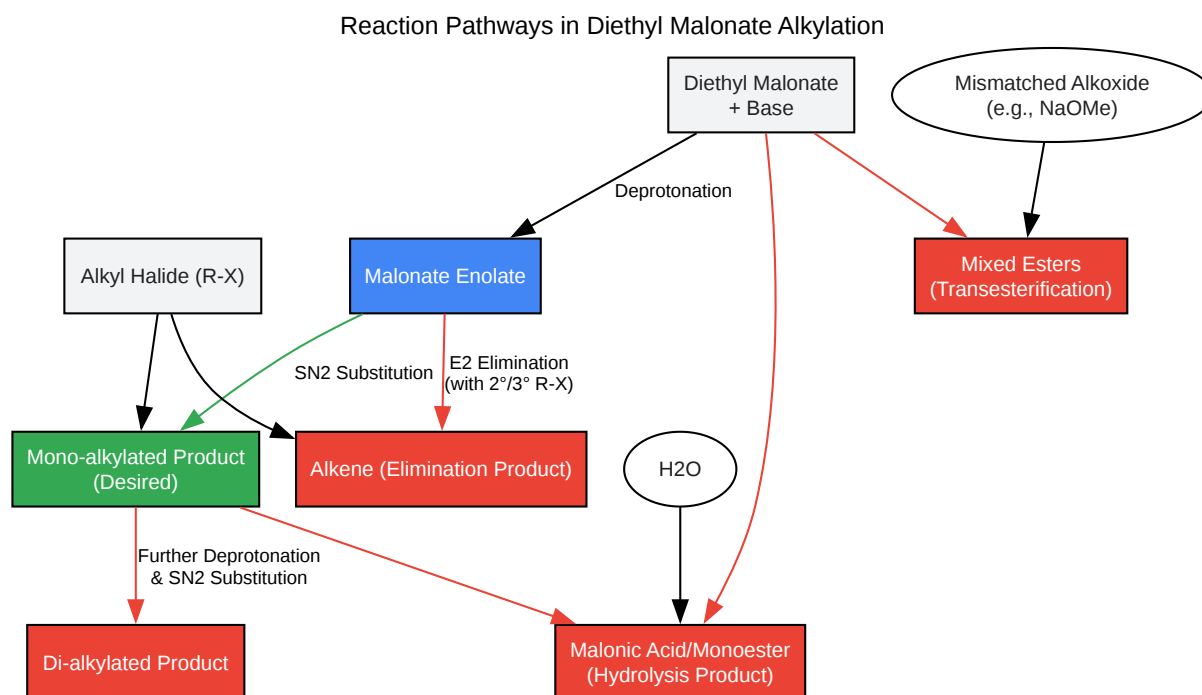 Reaction Pathways in Diethyl Malonate Alkylation
Diethyl Malonate
+ Base
Mismatched Alkoxide
(e.g., NaOMe)
Deprotonation
Alkyl Halide (R-X)
Malonate Enolate
Mixed Esters
(Transesterification)
SN2 Substitution
E2 Elimination
(with 2°/3° R-X)
Mono-alkylated Product
(Desired)
Alkene (Elimination Product)
H2O
Further Deprotonation
& SN2 Substitution
Di-alkylated Product
Malonic Acid/Monoester
(Hydrolysis Product)